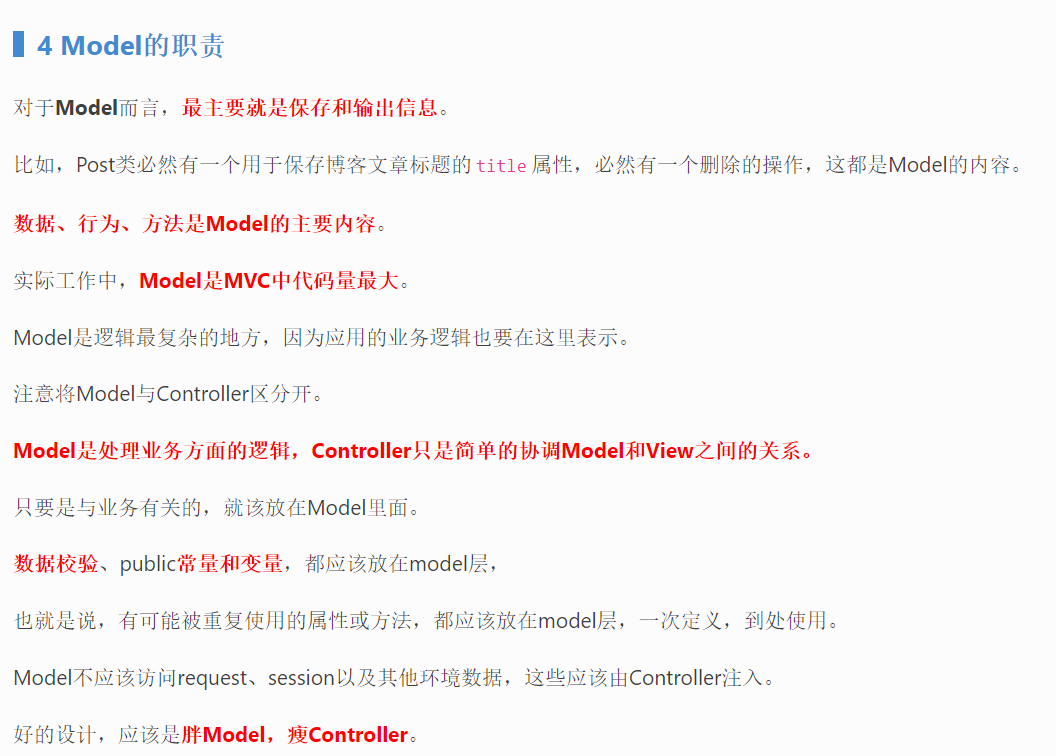 4 Model的职责
对于Model而言，最主要就是保存和输出信息。
比如，Post类必然有一个用于保存博客文章标题的 title 属性，必然有一个删除的操作，这都是Model的内容。
数据、行为、方法是Model的主要内容。
实际工作中，Model是MVC中代码量最大。
Model是逻辑最复杂的地方，因为应用的业务逻辑也要在这里表示。
注意将Model与Controller区分开。
Model是处理业务方面的逻辑，Controller只是简单的协调Model和View之间的关系。
只要是与业务有关的，就该放在Model里面。
数据校验、public常量和变量，都应该放在model层，
也就是说，有可能被重复使用的属性或方法，都应该放在model层，一次定义，到处使用。
Model不应该访问request、session以及其他环境数据，这些应该由Controller注入。
好的设计，应该是胖Model，瘦Controller。